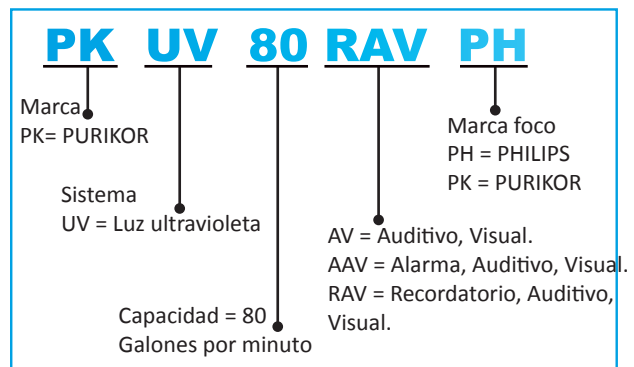 PK UV 80 RAV PH
Marca
PK= PURIKOR
Sistema
UV = Luz ultravioleta
Capacidad = 80
Galones por minuto
AV = Auditivo, Visual.
AAV = Alarma, Auditivo, Visual.
RAV = Recordatorio, Auditivo,
Visual.
Marca foco
PH = PHILIPS
PK = PURIKOR